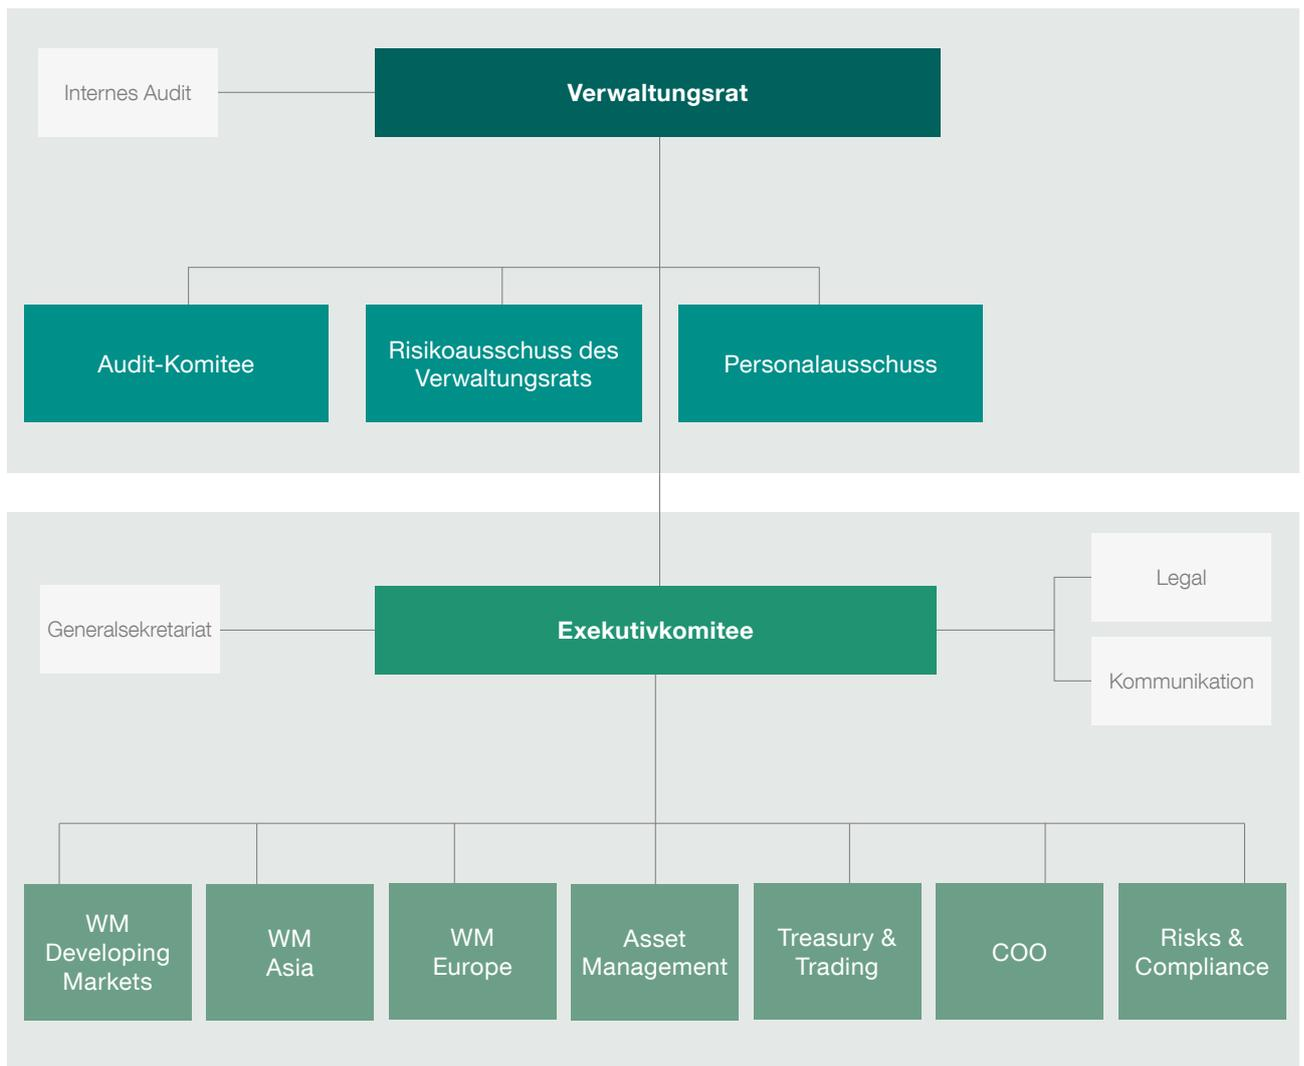 Internes Audit
Verwaltungsrat
Audit-Komitee
Risikoausschuss des
Verwaltungsrats
Personalausschuss
Legal
Generalsekretariat
Exekutivkomitee
Kommunikation
WM
Developing
Markets
WM
Asia
WM
Europe
Asset
Management
Treasury &
Trading
COO
Risks &
Compliance